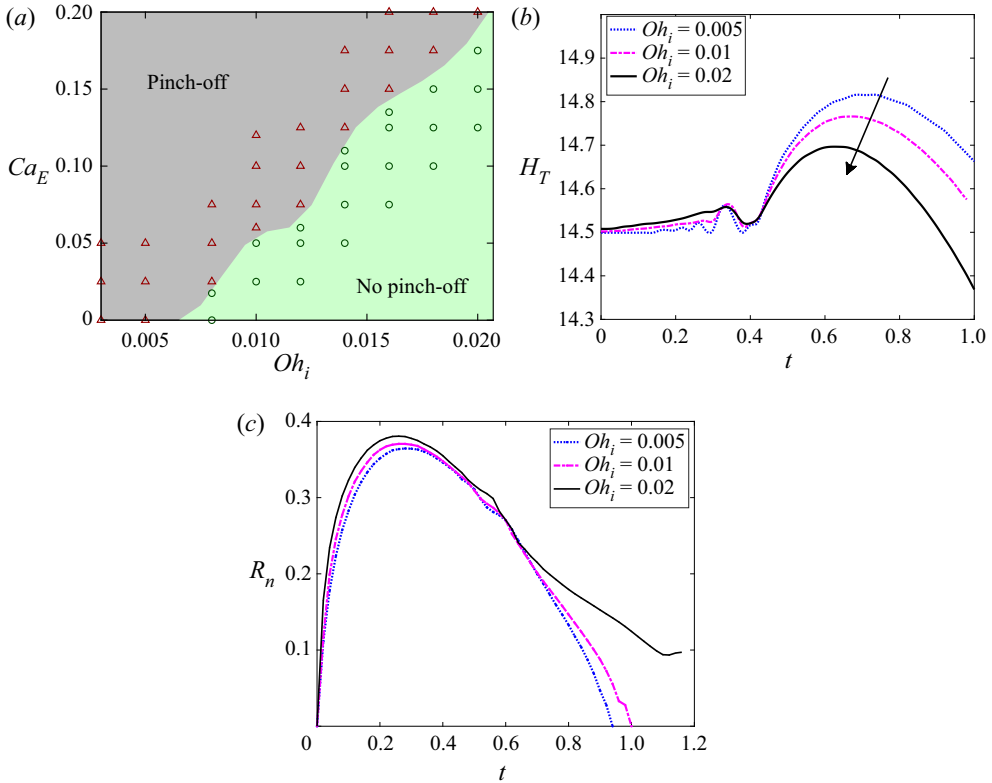 (a)
0.20
0.15
0.10
0.05
0
Ca_E
Pinch-off
No pinch-off
0.005 0.010 0.015 0.020
Oh_i
(b)
Oh_i = 0.005
Oh_i = 0.01
Oh_i = 0.02
14.9
14.8
14.7
14.6
14.5
14.4
14.3
H_T
0 0.2 0.4 0.6 0.8 1.0
t
(c)
Oh_i = 0.005
Oh_i = 0.01
Oh_i = 0.02
0.4
0.3
0.2
0.1
R_n
0 0.2 0.4 0.6 0.8 1.0 1.2
t